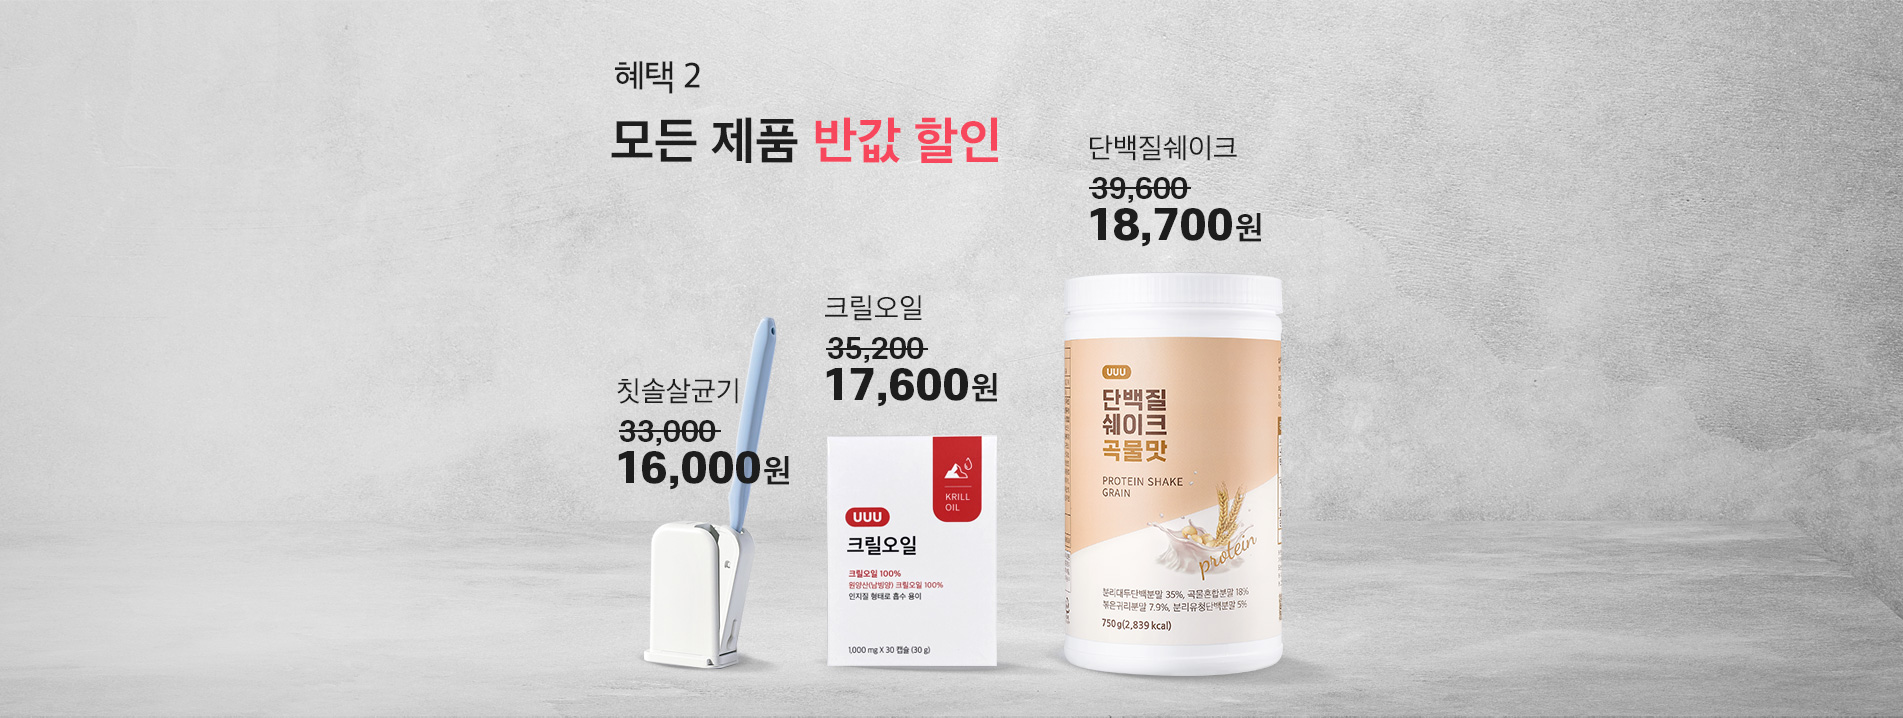 혜택 2
모든 제품 반값 할인
단백질쉐이크
39,600
18,700원
크릴오일
35,200
17,600원
칫솔살균기
33,000
16,000원
KRILL
OIL
UUU
크릴오일
크릴오일 100%
원양산(남빙양) 크릴오일 100%
인지질 형태로 흡수 용이
1,000 mg X 30 캡슐 (30 g)
UUU
단백질
쉐이크
곡물맛
PROTEIN SHAKE
GRAIN
protein
분리대두단백분말 35%, 곡물혼합분말 18%
볶은귀리분말 7.9%, 분리유청단백분말 5%
750 g(2,839 kcal)